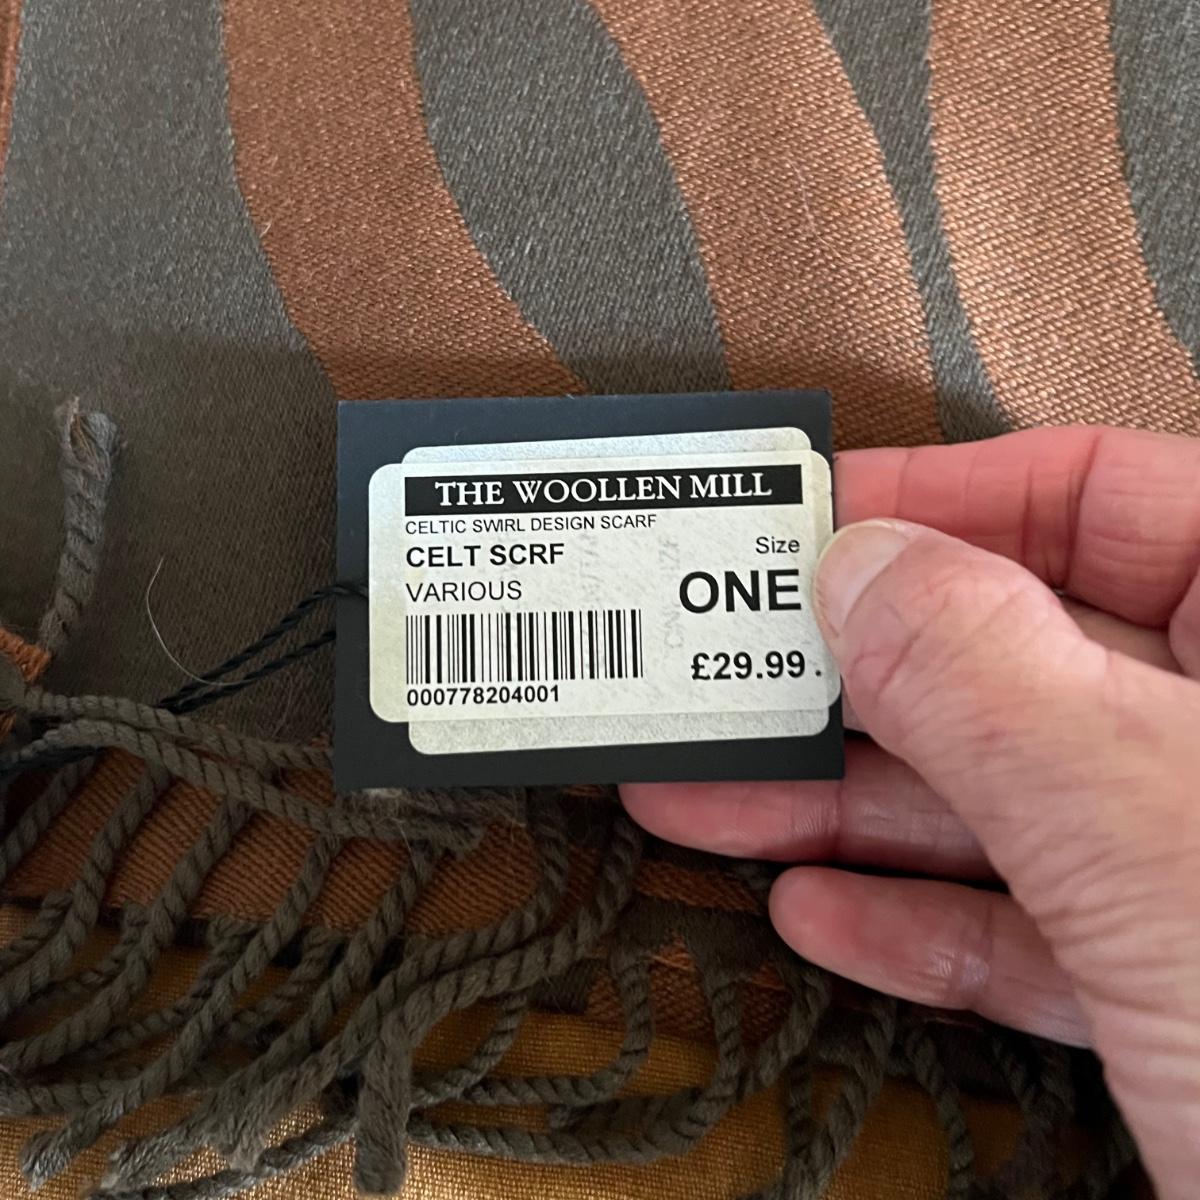 THE WOOLLEN MILL
CELTIC SWIRL DESIGN SCARF
CELT SCRF
Size
VARIOUS
ONE
£29.99 .
000778204001